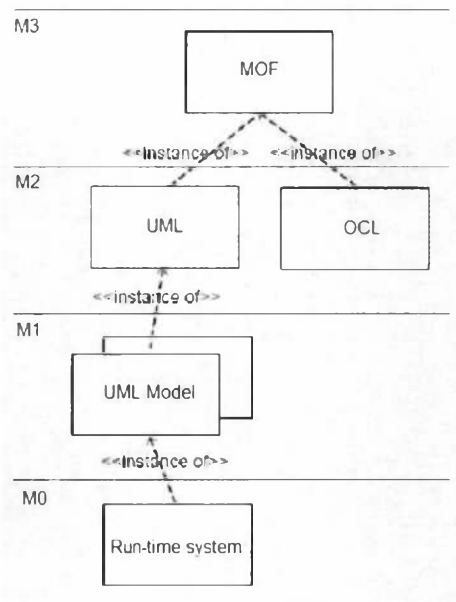 M3
MOF
<<instance of>> <<instance of>>
M2
UML OCL
<<instance of>>
M1
UML Model
<<instance of>>
M0
Run-time system